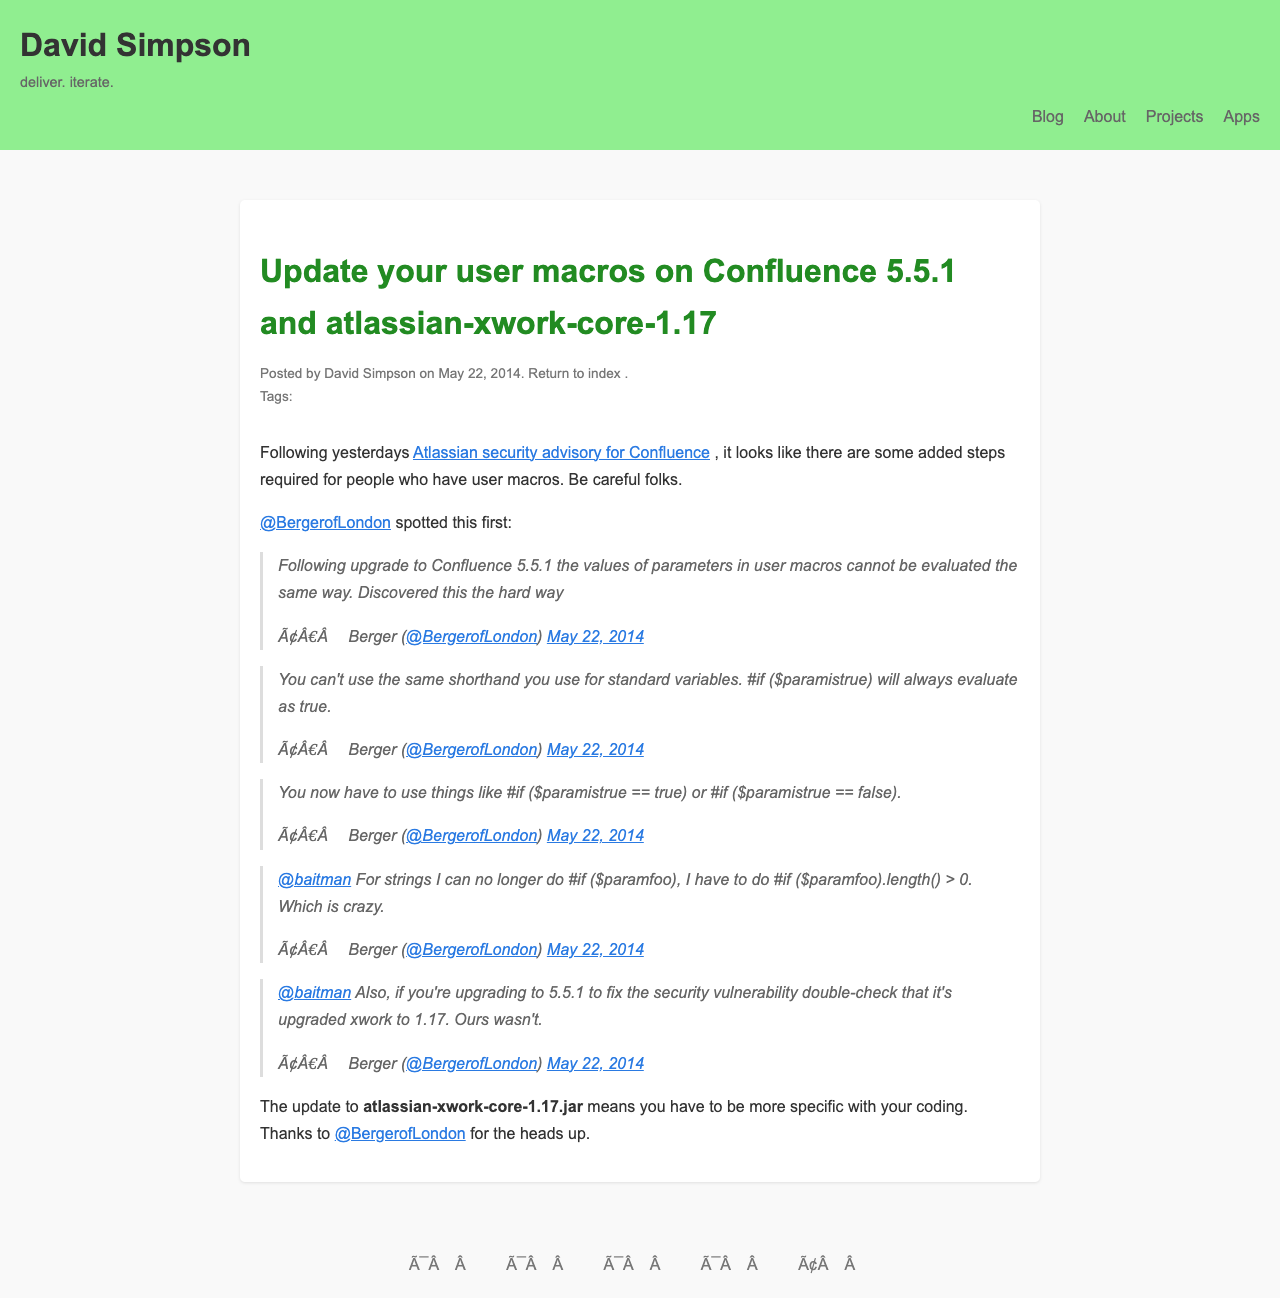 David Simpson
deliver. iterate.
Blog About Projects Apps
Update your user macros on Confluence 5.5.1
and atlassian-xwork-core-1.17
Posted by David Simpson on May 22, 2014. Return to index .
Tags:
Following yesterdays Atlassian security advisory for Confluence , it looks like there are some added steps
required for people who have user macros. Be careful folks.
@BergerofLondon spotted this first:
Following upgrade to Confluence 5.5.1 the values of parameters in user macros cannot be evaluated the
same way. Discovered this the hard way
Ã¢Â€Â Berger (@BergerofLondon) May 22, 2014
You can't use the same shorthand you use for standard variables. #if ($paramistrue) will always evaluate
as true.
Ã¢Â€Â Berger (@BergerofLondon) May 22, 2014
You now have to use things like #if ($paramistrue == true) or #if ($paramistrue == false).
Ã¢Â€Â Berger (@BergerofLondon) May 22, 2014
@baitman For strings I can no longer do #if ($paramfoo), I have to do #if ($paramfoo).length() > 0.
Which is crazy.
Ã¢Â€Â Berger (@BergerofLondon) May 22, 2014
@baitman Also, if you're upgrading to 5.5.1 to fix the security vulnerability double-check that it's
upgraded xwork to 1.17. Ours wasn't.
Ã¢Â€Â Berger (@BergerofLondon) May 22, 2014
The update to atlassian-xwork-core-1.17.jar means you have to be more specific with your coding.
Thanks to @BergerofLondon for the heads up.
Ã¯Â Â Ã¯Â Â Ã¯Â Â Ã¯Â Â Ã¢Â Â